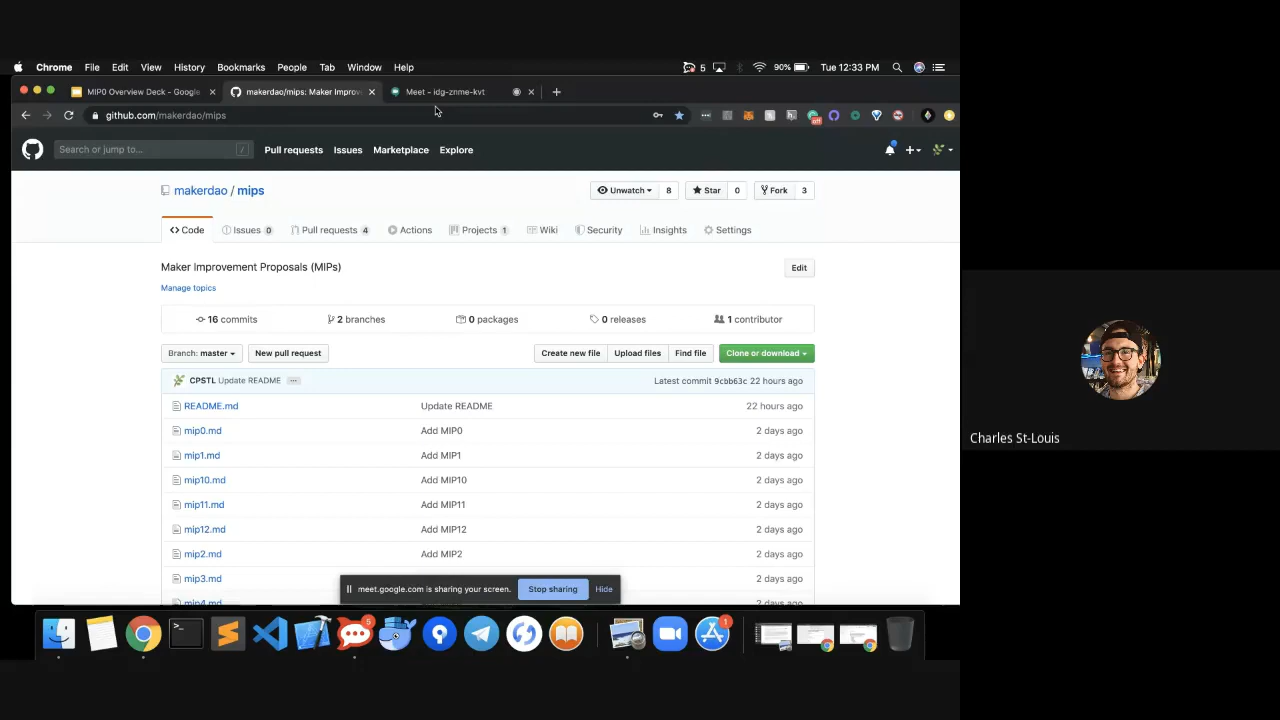 Chrome File Edit View History Bookmarks People Tab Window Help 5 90% Tue 12:33 PM
MIP0 Overview Deck - Google makerdao/mips: Maker Improv Meet - idg-znme-kvt
github.com/makerdao/mips
Search or jump to... / Pull requests Issues Marketplace Explore
makerdao / mips Unwatch 8 Star 0 Fork 3
Code Issues 0 Pull requests 4 Actions Projects 1 Wiki Security Insights Settings
Maker Improvement Proposals (MIPs) Edit
Manage topics
16 commits 2 branches 0 packages 0 releases 1 contributor
Branch: master New pull request Create new file Upload files Find file Clone or download
CPSTL Update README ... Latest commit 9cbb63c 22 hours ago
README.md Update README 22 hours ago
mip0.md Add MIP0 2 days ago
mip1.md Add MIP1 2 days ago
mip10.md Add MIP10 2 days ago
mip11.md Add MIP11 2 days ago
mip12.md Add MIP12 2 days ago
mip2.md Add MIP2 2 days ago
mip3.md 2 days ago
meet.google.com is sharing your screen. Stop sharing Hide
mip4.md 2 days ago
5 1
Charles St-Louis